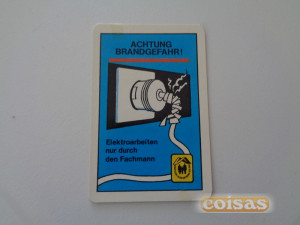 ACHTUNG
BRANDGEFAHR!
Elektroarbeiten
nur durch
den Fachmann
coisas